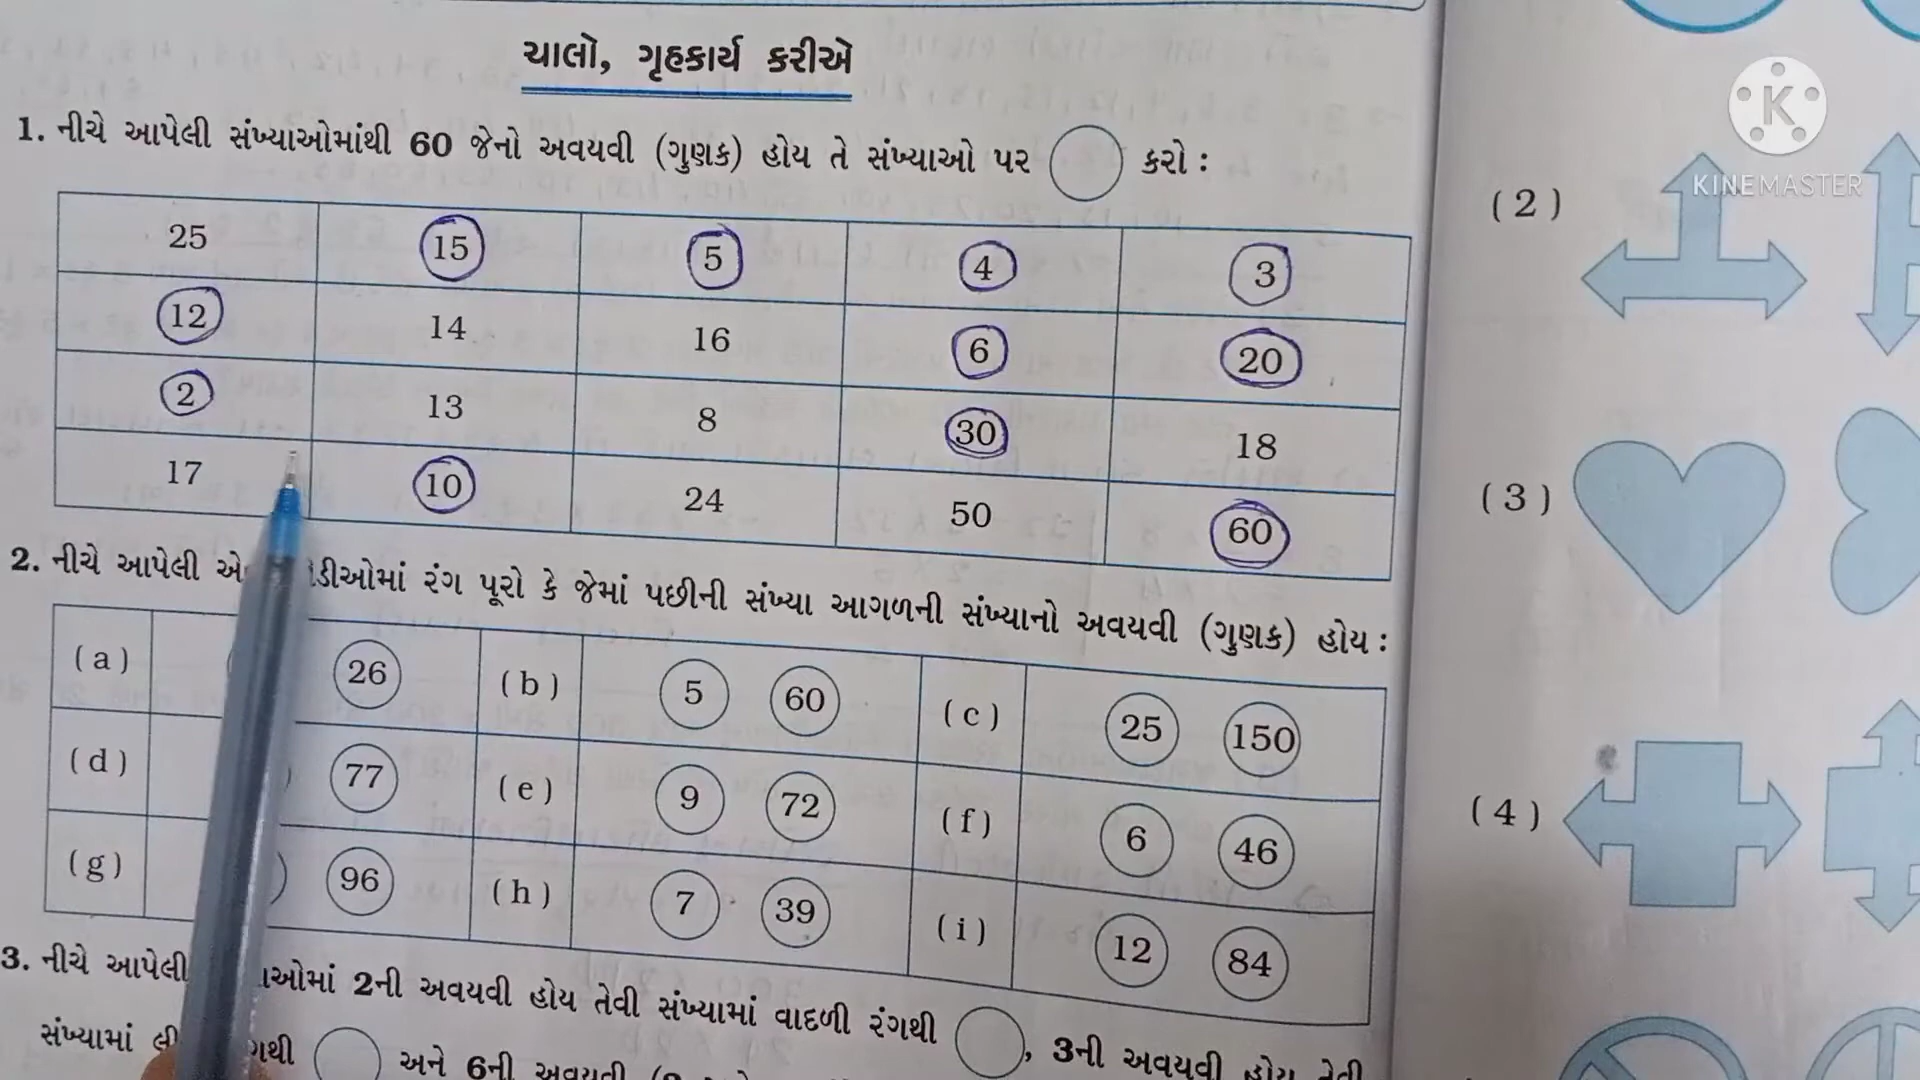 ચાલો, ગૃહકાર્ય કરીએ
1. નીચે આપેલી સંખ્યાઓમાંથી 60 જેનો અવયવી (ગુણક) હોય તે સંખ્યાઓ પર કરો :
25 15 5 4 3
12 14 16 6 20
2 13 8 30 18
17 10 24 50 60
2. નીચે આપેલી રંગ પૂરો કે જેમાં પછીની સંખ્યા આગળની સંખ્યાનો અવયવી (ગુણક) હોય :
(a) 26 (b) 5 60 (c) 25 150
(d) 77 (e) 9 72 (f) 6 46
(g) 96 (h) 7 39 (i) 12 84
3. નીચે આપેલી 2ની અવયવી હોય તેવી સંખ્યામાં વાદળી રંગથી , 3ની અવયવી હોય તેવી
સંખ્યામાં અને 6ની અવયવી
(2)
(3)
(4)
K
KINEMASTER